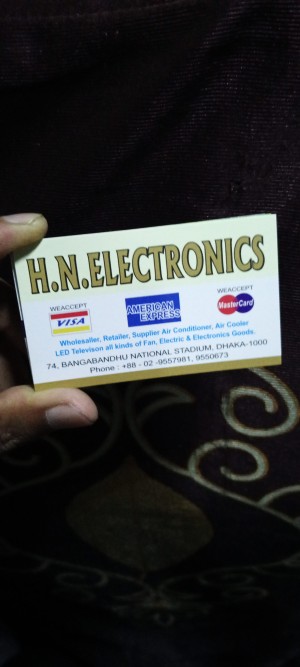 H.N.ELECTRONICS
WEACCEPT
VISA
AMERICAN
EXPRESS
WEACCEPT
MasterCard
Wholesaller, Retailer, Supplier Air Conditioner, Air Cooler
LED Televison all kinds of Fan, Electric & Electronics Goods.
74, BANGABANDHU NATIONAL STADIUM, DHAKA-1000
Phone : +88 - 02 -9557981, 9550673